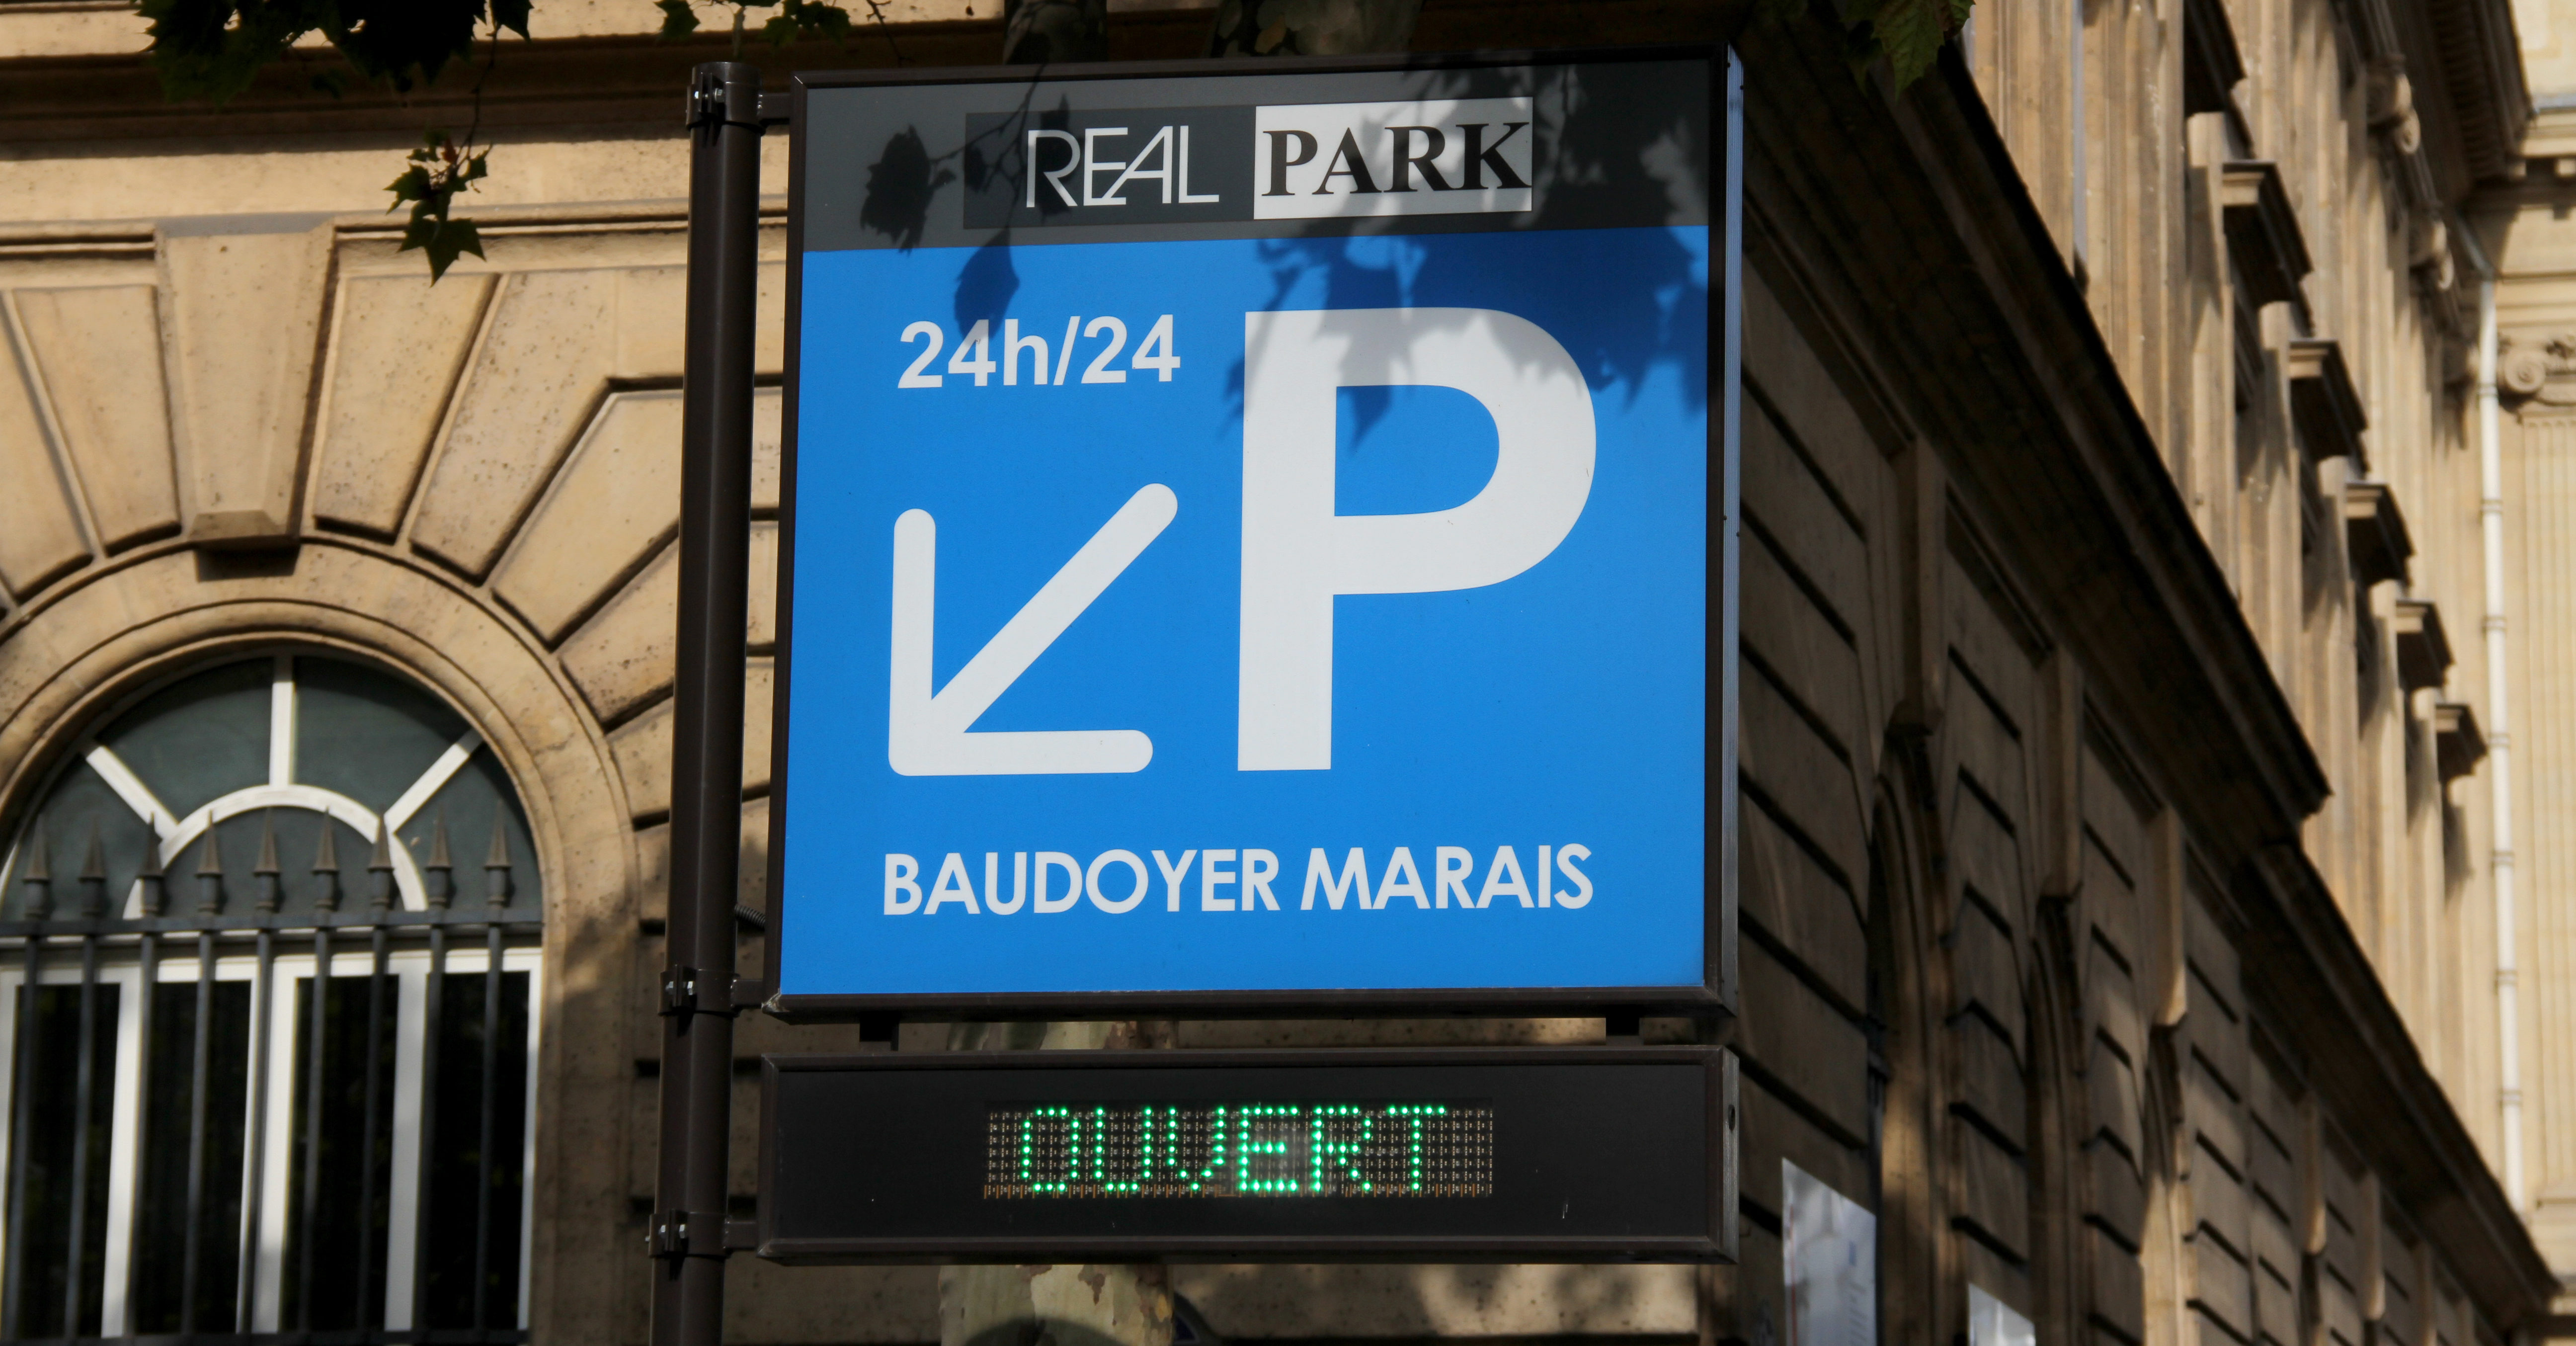 REAL PARK
24h/24
P
BAUDOYER MARAIS
OUVERT